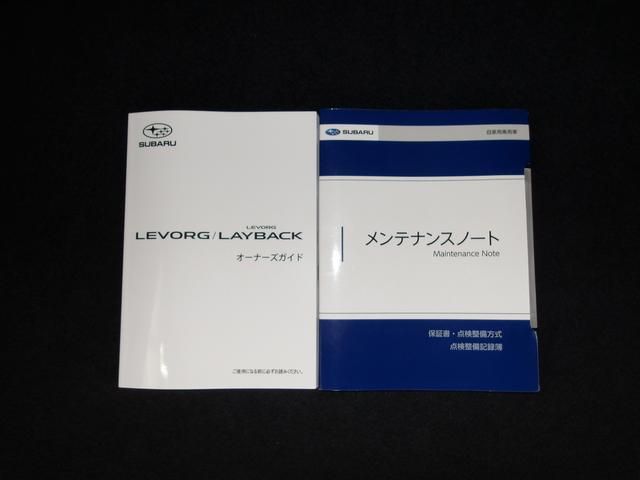 SUBARU
LEVORG
LEVORG/LAYBACK
オーナーズガイド
ご使用になる前に必ずお読みください。
SUBARU
自家用乗用車
メンテナンスノート
Maintenance Note
保証書・点検整備方式
点検整備記録簿